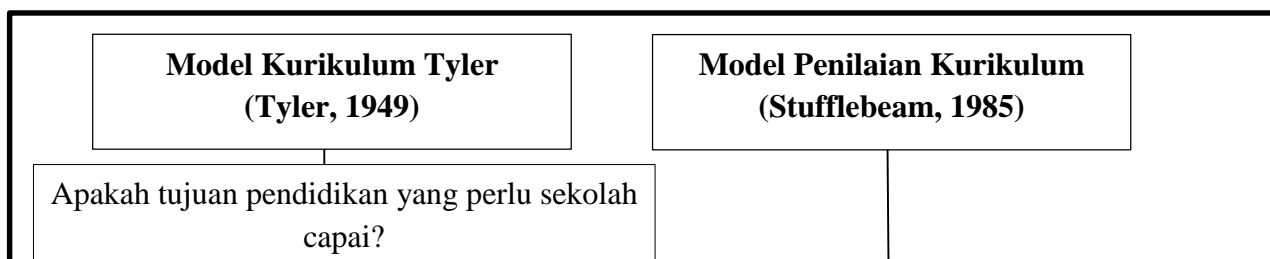 Model Kurikulum Tyler
(Tyler, 1949)
Model Penilaian Kurikulum
(Stufflebeam, 1985)
Apakah tujuan pendidikan yang perlu sekolah
capai?